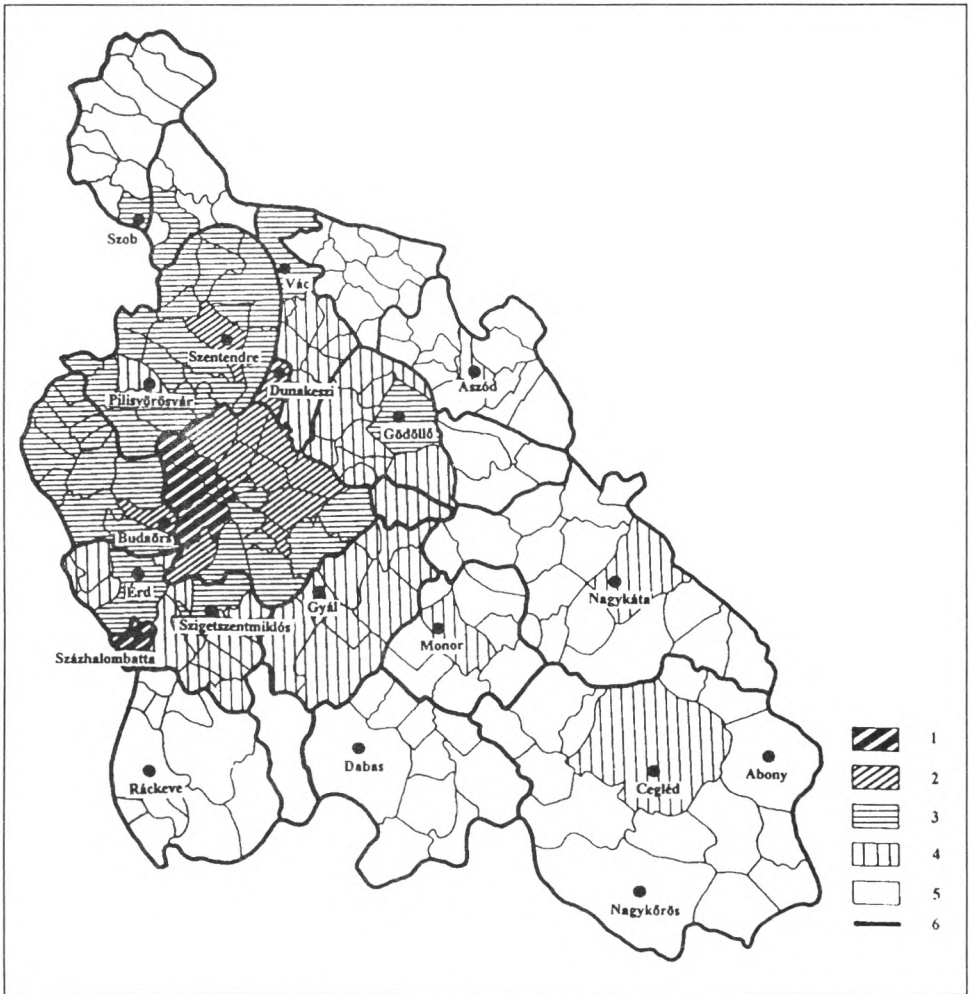 Szob
Vác
Szentendre
Aszód
Dunakeszi
Pilisvörösvár
Gödöllő
Budaörs
Érd
Gyál
Nagykáta
Szigetszentmiklós
Monor
Százhalombatta
1
Dabas
Abony
Ráckeve
Cegléd
2
3
4
5
Nagykőrös
6